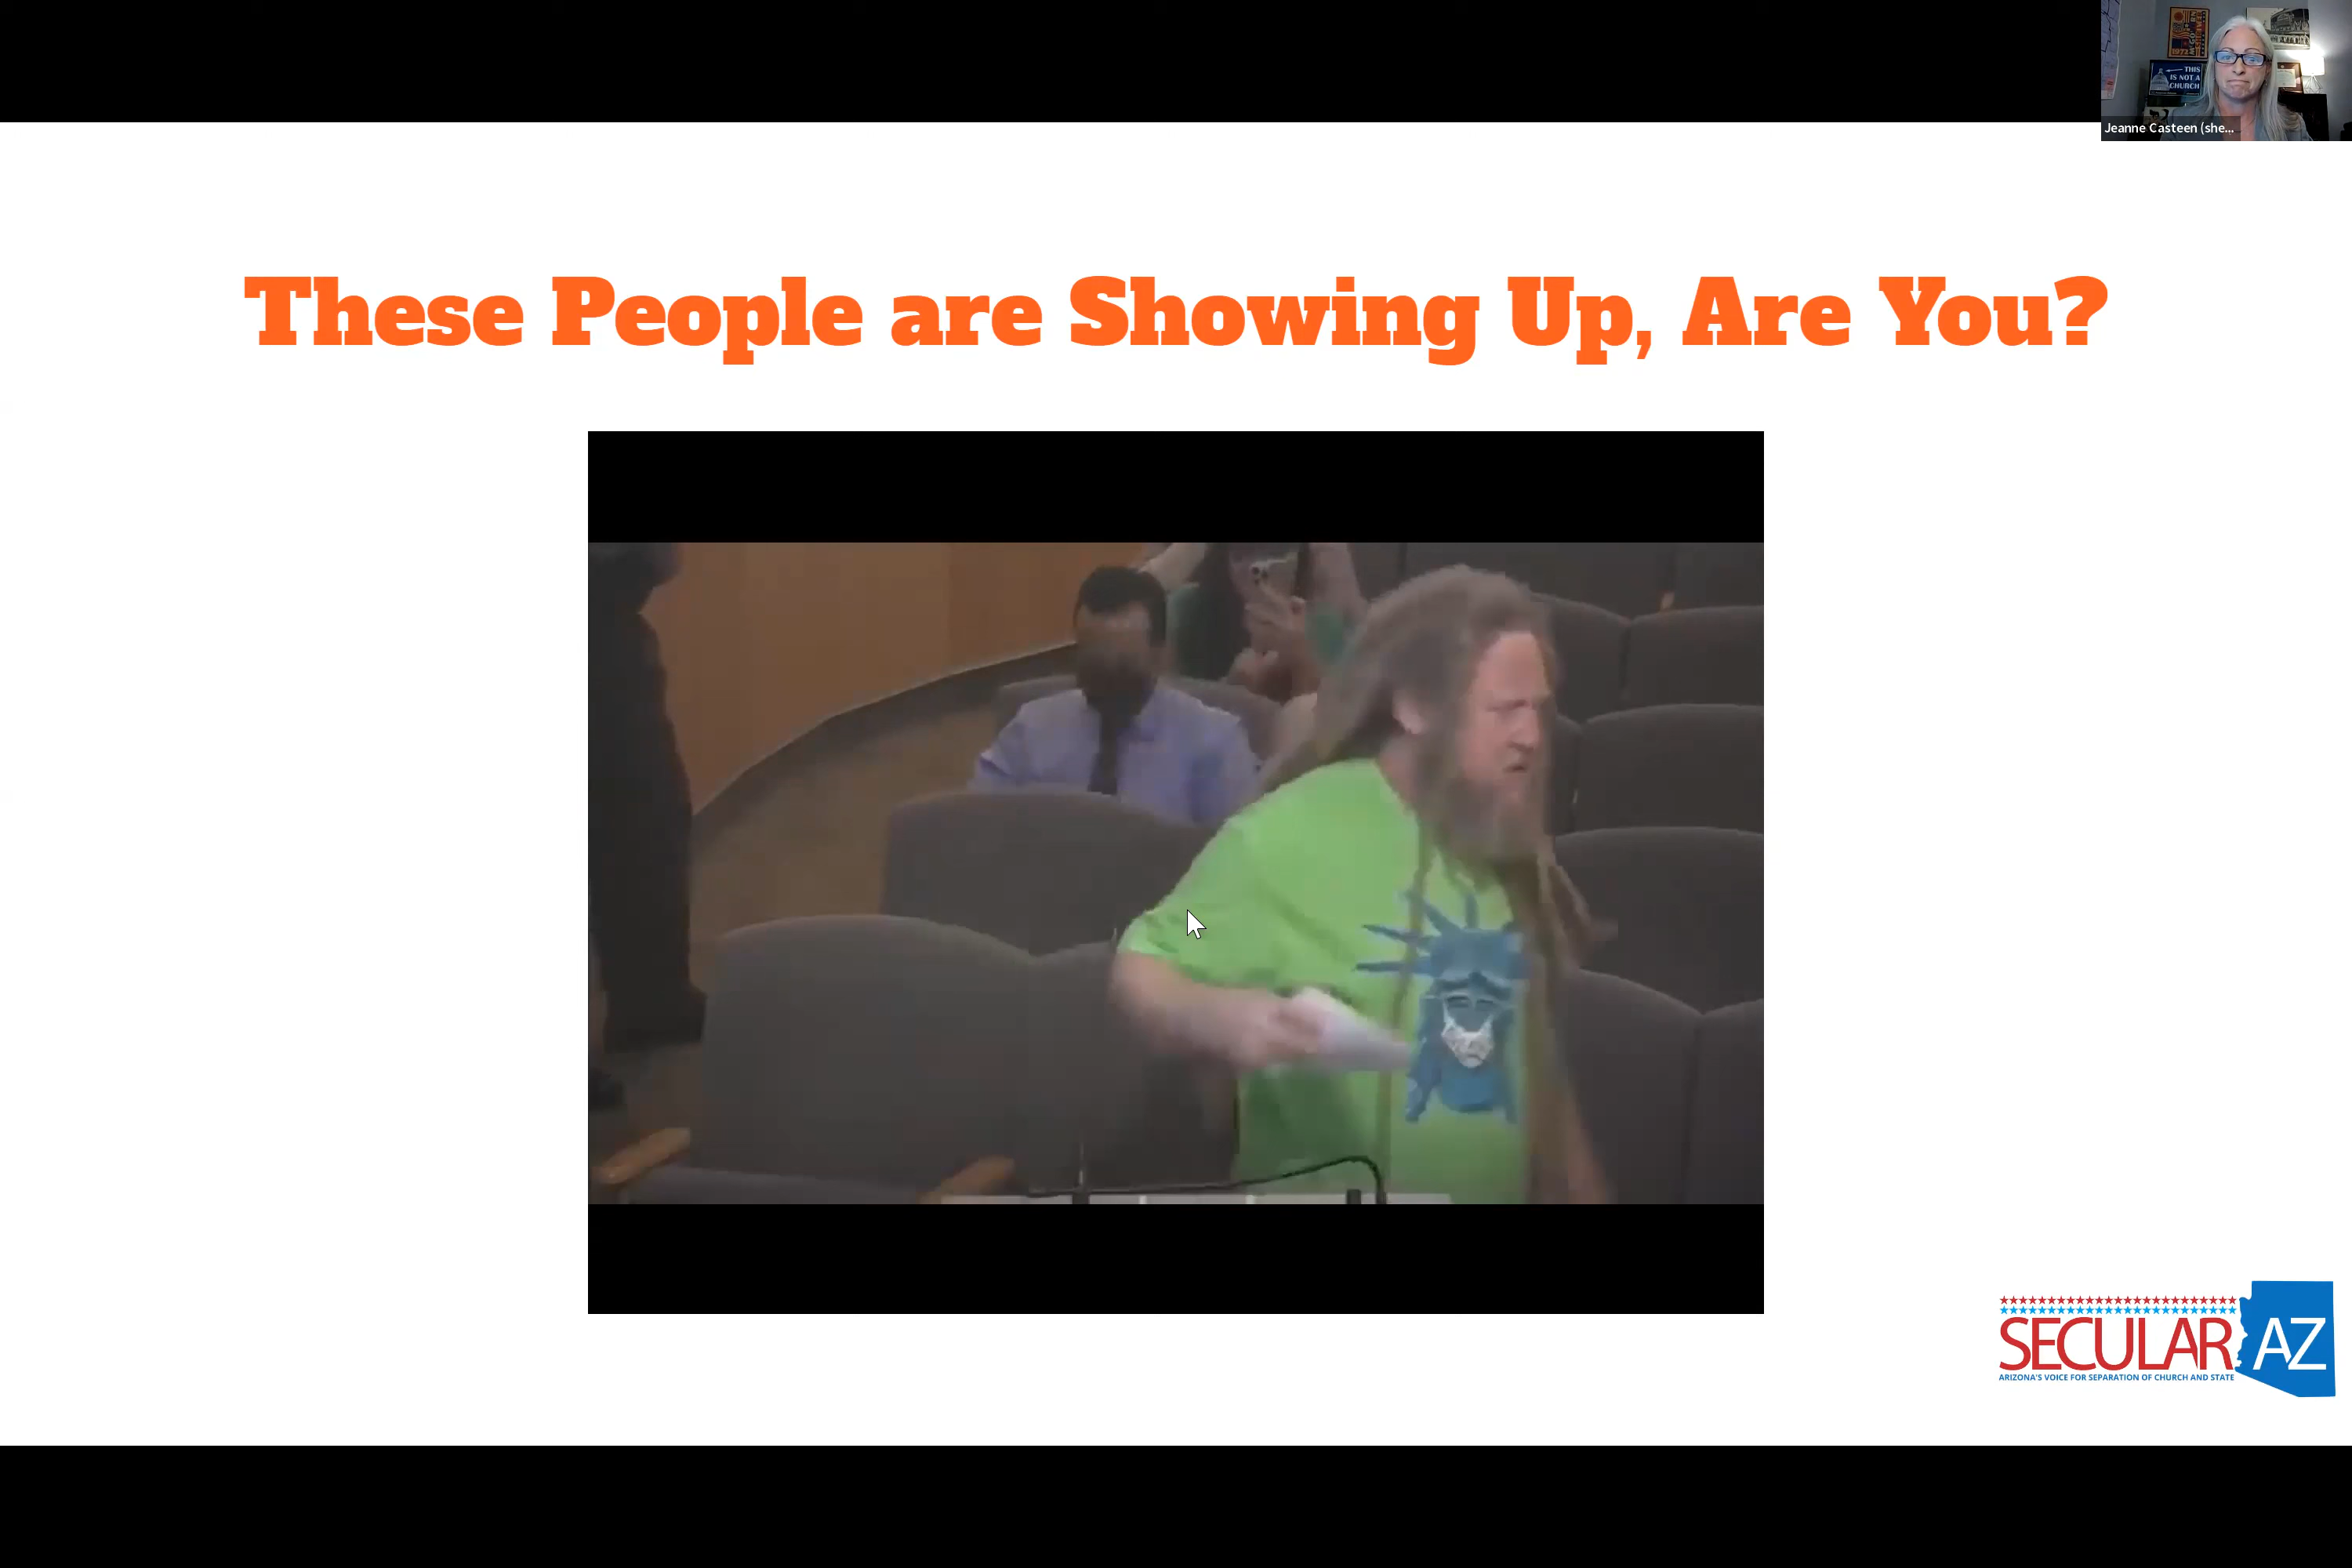 THIS
IS NOT A
CHURCH
1972
Jeanne Casteen (she...
These People are Showing Up, Are You?
SECULAR AZ
ARIZONA'S VOICE FOR SEPARATION OF CHURCH AND STATE